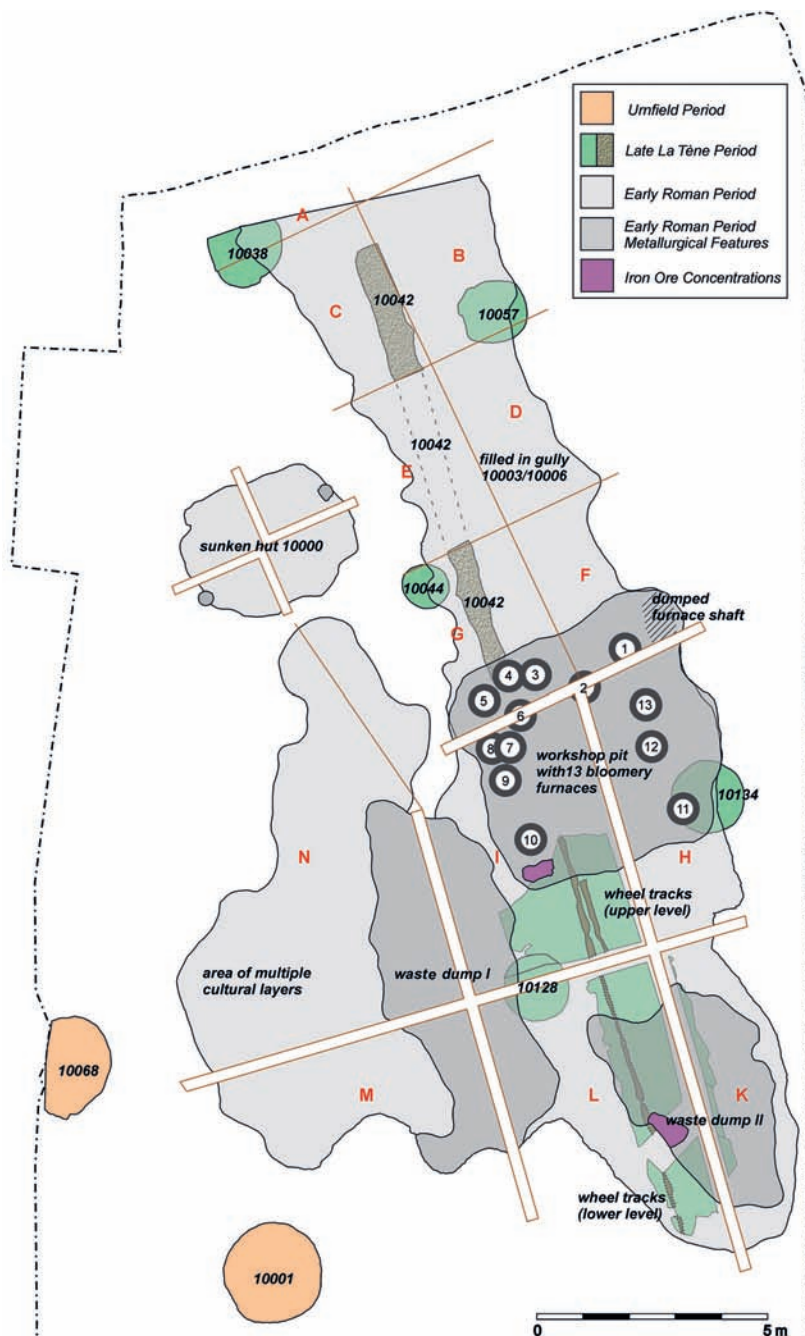 Urnfield Period
Late La Tène Period
Early Roman Period
Early Roman Period
Metallurgical Features
Iron Ore Concentrations
A
10038
B
10042
C
10057
D
10042
E
filled in gully
10003/10006
sunken hut 10000
10044
10042
F
G
dumped
furnace shaft
1
4
3
2
5
13
6
8
7
12
workshop pit
with13 bloomery
furnaces
9
10134
11
10
N
I
H
wheel tracks
(upper level)
area of multiple
cultural layers
waste dump I
10128
10068
M
L
K
waste dump II
wheel tracks
(lower level)
10001
0
5 m